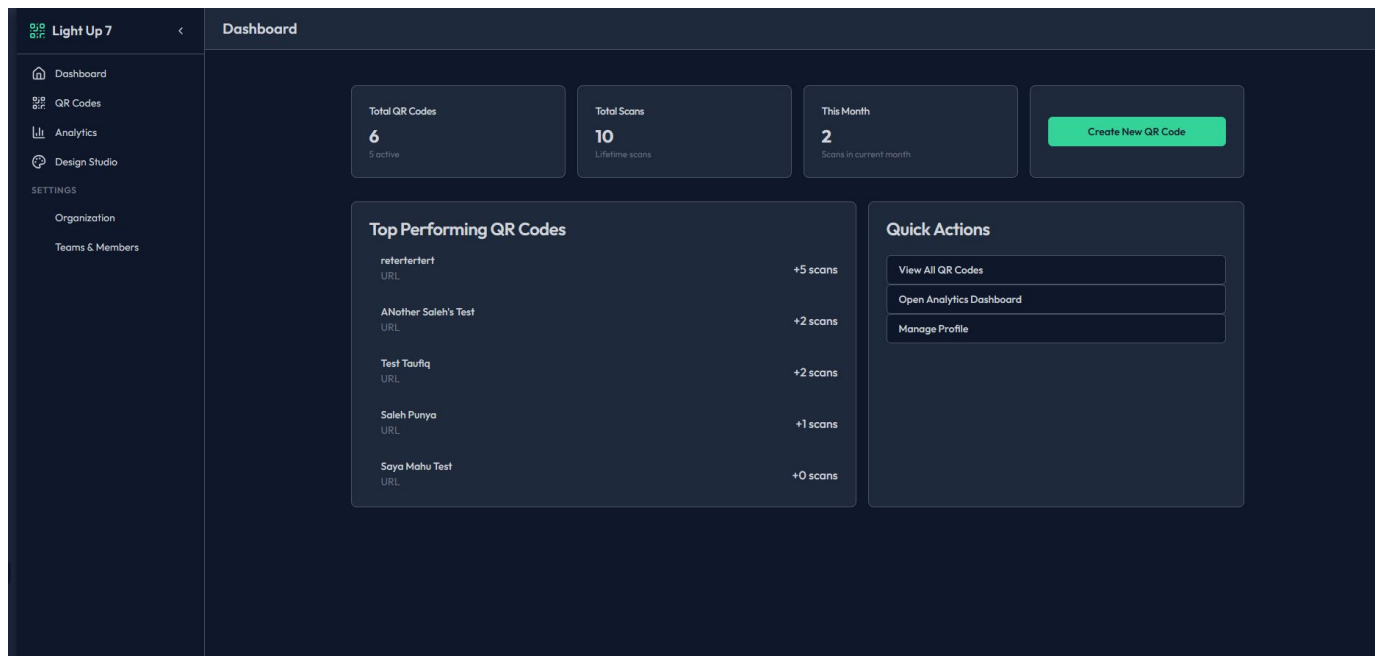 Light Up 7
Dashboard
Dashboard
QR Codes
Analytics
Design Studio
SETTINGS
Organization
Teams & Members
Total QR Codes
6
5 active
Total Scans
10
Lifetime scans
This Month
2
Scans in current month
Create New QR Code
Top Performing QR Codes
retertertert
URL
+5 scans
ANother Saleh's Test
URL
+2 scans
Test Taufiq
URL
+2 scans
Saleh Punya
URL
+1 scans
Saya Mahu Test
URL
+0 scans
Quick Actions
View All QR Codes
Open Analytics Dashboard
Manage Profile